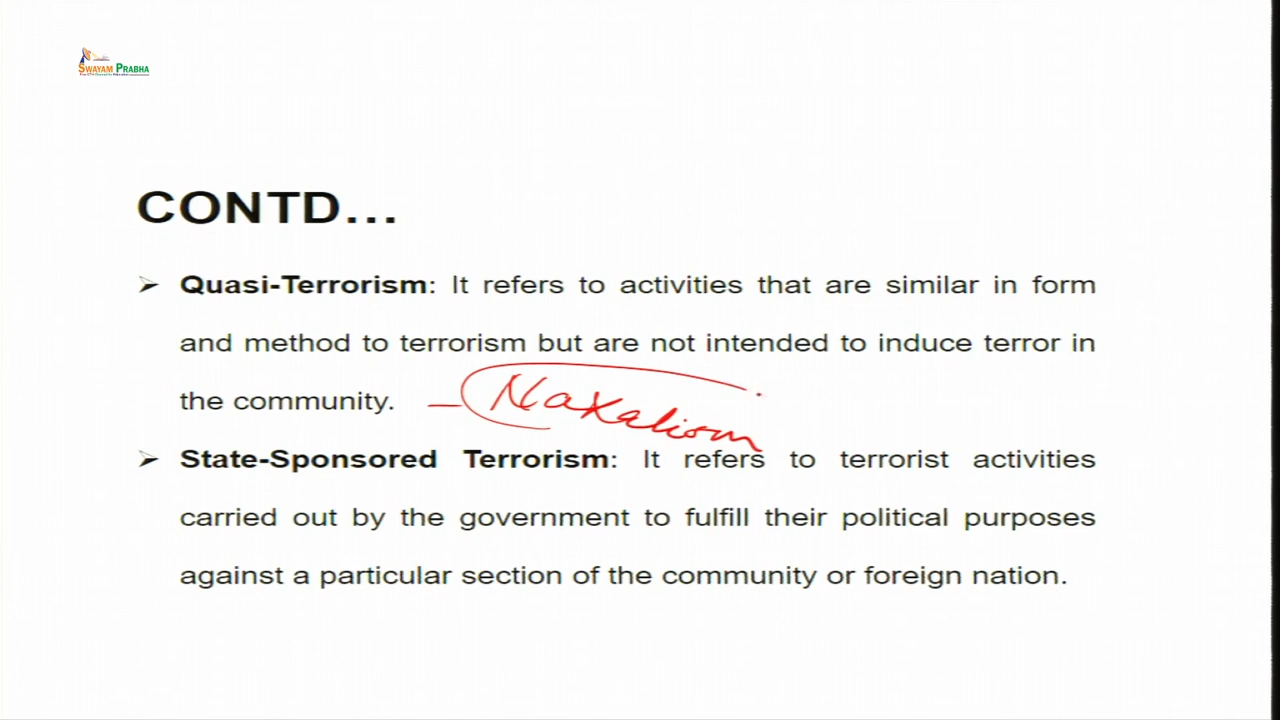 SWAYAM PRABHA
CONTD...
➢ Quasi-Terrorism: It refers to activities that are similar in form
and method to terrorism but are not intended to induce terror in
the community. – Naxalism
➢ State-Sponsored Terrorism: It refers to terrorist activities
carried out by the government to fulfill their political purposes
against a particular section of the community or foreign nation.